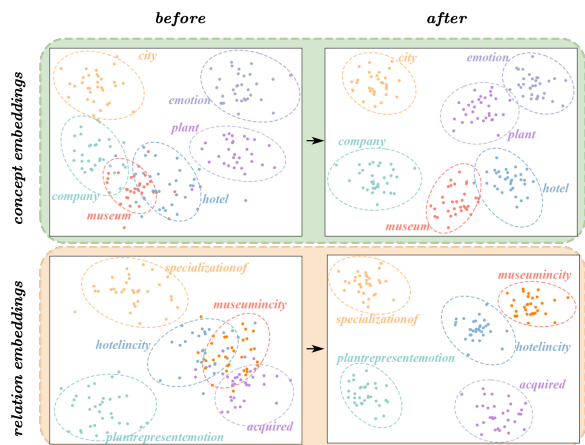 before
after
concept embeddings
city
emotion
plant
company
museum
hotel
city
emotion
plant
company
hotel
museum
relation embeddings
specializationof
museumincity
hotelincity
acquired
plantrepresentemotion
museumincity
specializationof
hotelincity
plantrepresentemotion
acquired